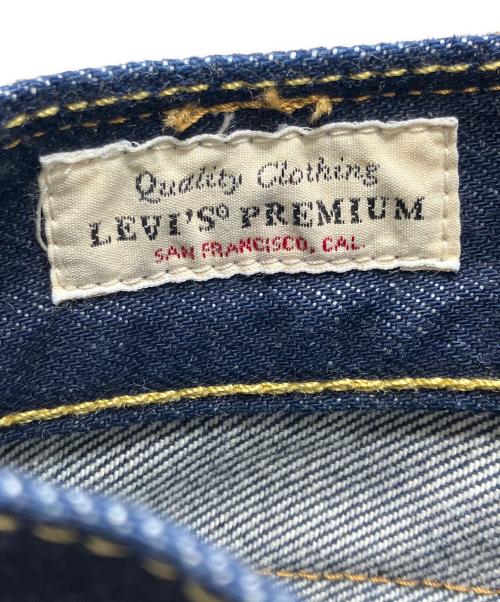 Quality Clothing
LEVI'S® PREMIUM
SAN FRANCISCO, CAL.